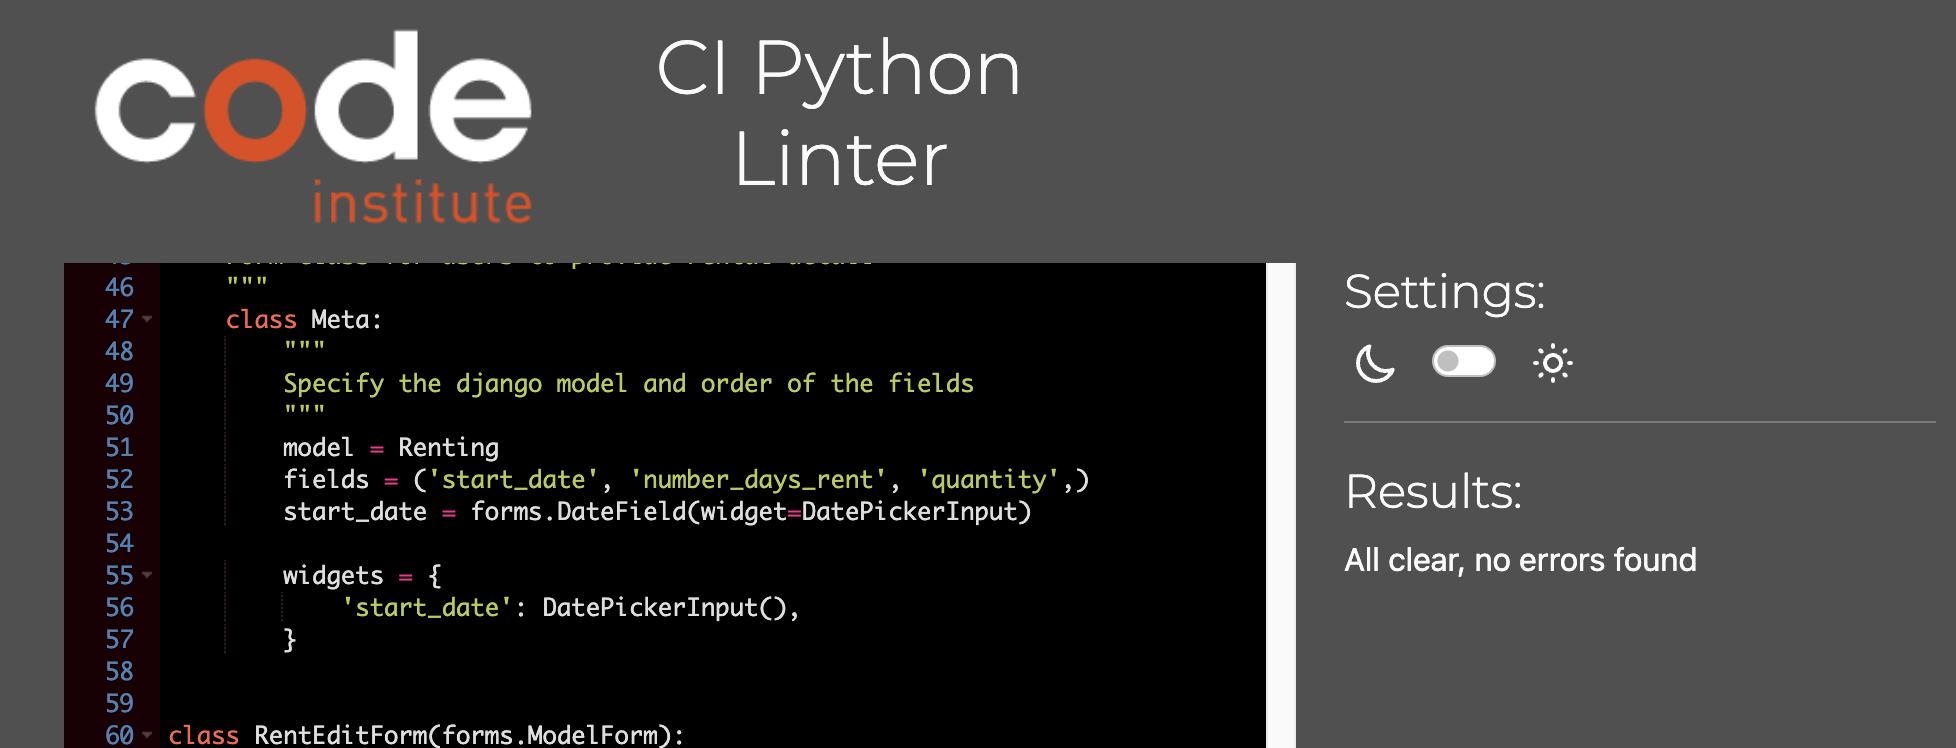 code
institute
CI Python
Linter
46 """
47 class Meta:
48 """
49 Specify the django model and order of the fields
50 """
51 model = Renting
52 fields = ('start_date', 'number_days_rent', 'quantity',)
53 start_date = forms.DateField(widget=DatePickerInput)
54
55 widgets = {
56 'start_date': DatePickerInput(),
57 }
58
59
60 class RentEditForm(forms.ModelForm):
Settings:
Results:
All clear, no errors found